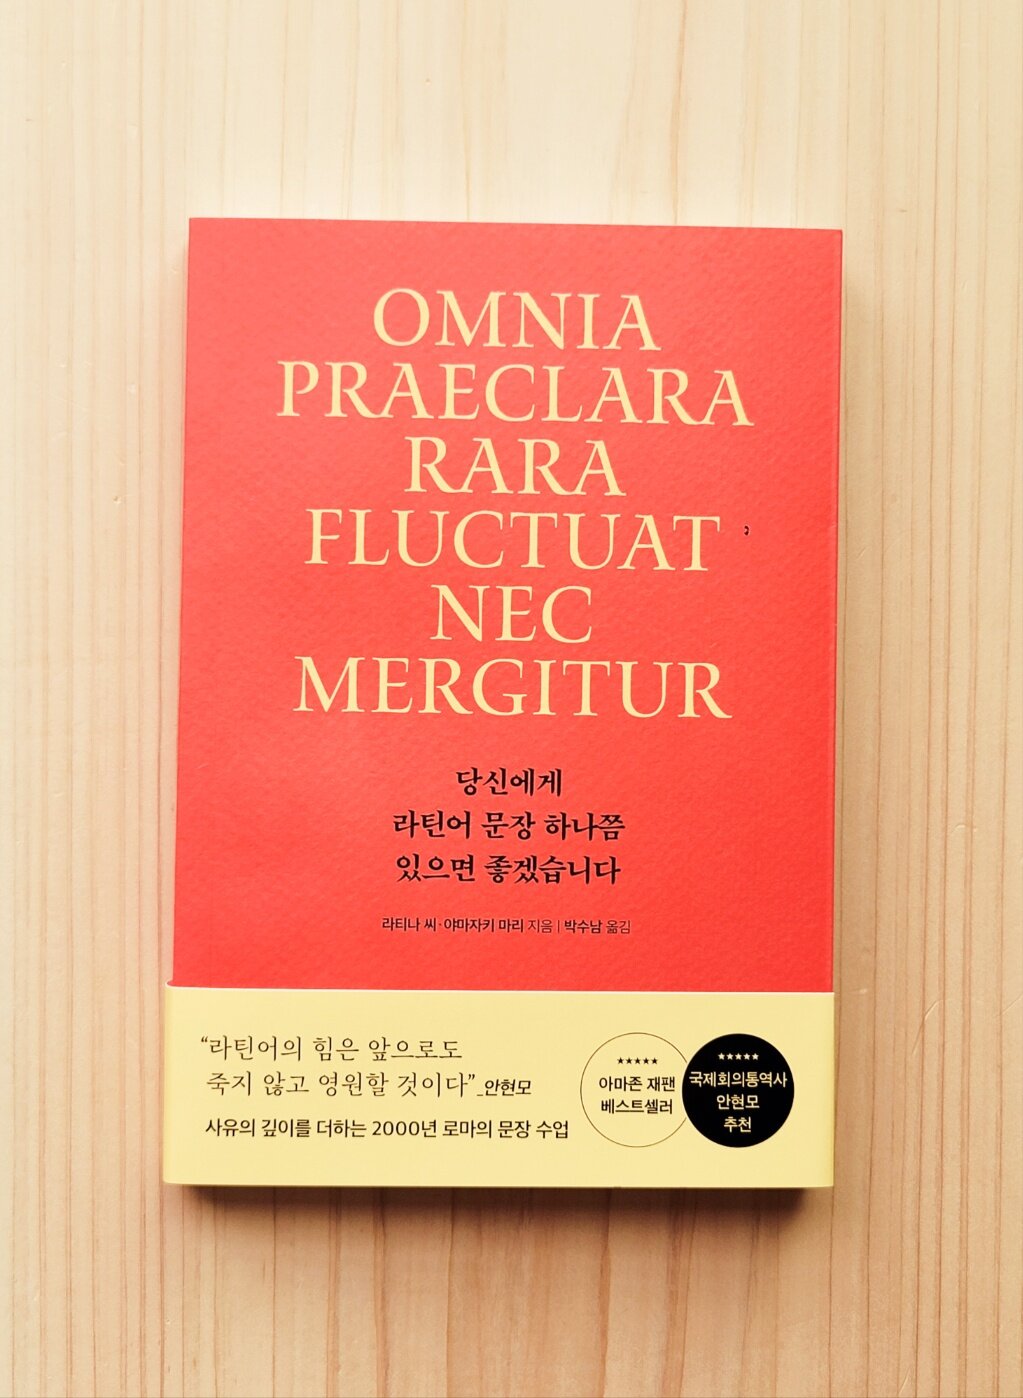 OMNIA
PRAECLARA
RARA
FLUCTUAT
NEC
MERGITUR
당신에게
라틴어 문장 하나쯤
있으면 좋겠습니다
라티나 씨·야마자키 마리 지음 | 박수남 옮김
“라틴어의 힘은 앞으로도
죽지 않고 영원할 것이다”_안현모
사유의 깊이를 더하는 2000년 로마의 문장 수업
★★★★★
아마존 재팬
베스트셀러
★★★★★
국제회의통역사
안현모
추천